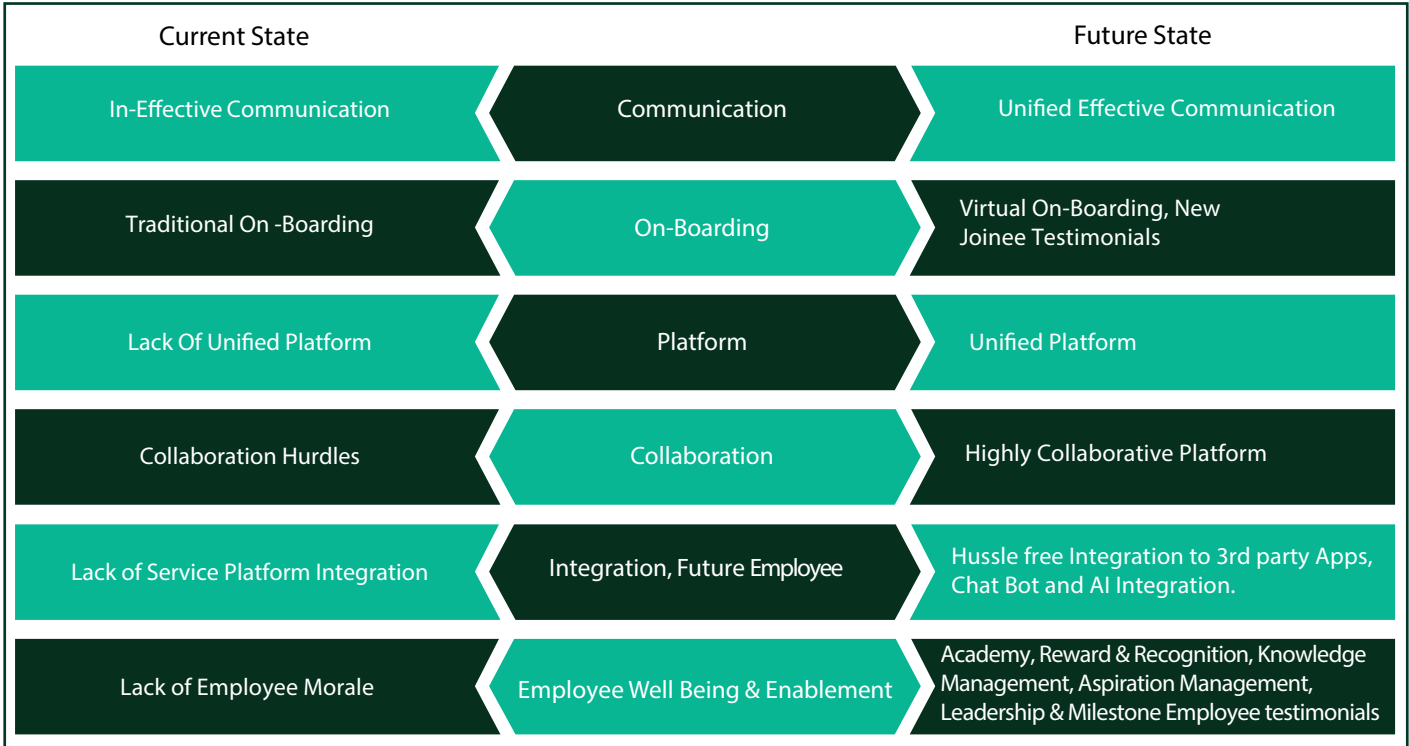 Current State
Future State
In-Effective Communication
Communication
Unified Effective Communication
Traditional On -Boarding
On-Boarding
Virtual On-Boarding, New
Joinee Testimonials
Lack Of Unified Platform
Platform
Unified Platform
Collaboration Hurdles
Collaboration
Highly Collaborative Platform
Lack of Service Platform Integration
Integration, Future Employee
Hussle free Integration to 3rd party Apps,
Chat Bot and AI Integration.
Lack of Employee Morale
Employee Well Being & Enablement
Academy, Reward & Recognition, Knowledge
Management, Aspiration Management,
Leadership & Milestone Employee testimonials